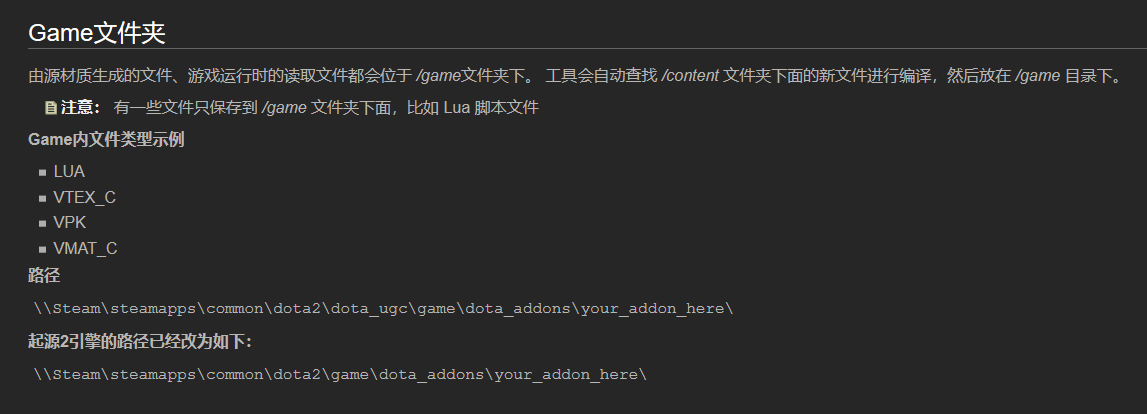 Game文件夹
由源材质生成的文件、游戏运行时的读取文件都会位于 /game文件夹下。 工具会自动查找 /content 文件夹下面的新文件进行编译，然后放在 /game 目录下。
注意： 有一些文件只保存到 /game 文件夹下面，比如 Lua 脚本文件
Game内文件类型示例
LUA
VTEX_C
VPK
VMAT_C
路径
\\Steam\steamapps\common\dota2\dota_ugc\game\dota_addons\your_addon_here\
起源2引擎的路径已经改为如下：
\\Steam\steamapps\common\dota2\game\dota_addons\your_addon_here\